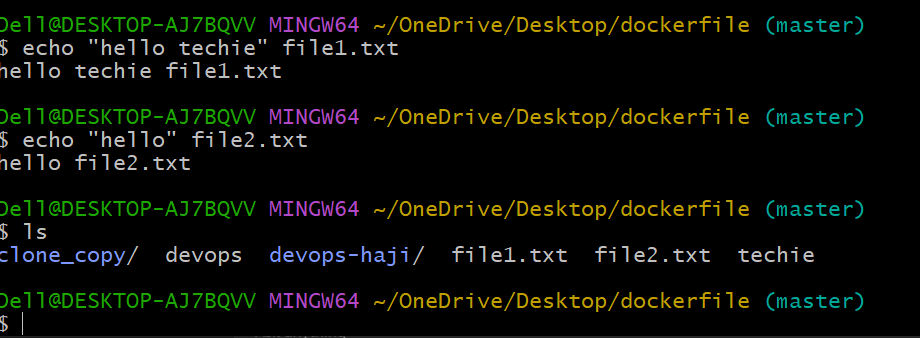 Dell@DESKTOP-AJ7BQVV MINGW64 ~/OneDrive/Desktop/dockerfile (master)
$ echo "hello techie" file1.txt
hello techie file1.txt
Dell@DESKTOP-AJ7BQVV MINGW64 ~/OneDrive/Desktop/dockerfile (master)
$ echo "hello" file2.txt
hello file2.txt
Dell@DESKTOP-AJ7BQVV MINGW64 ~/OneDrive/Desktop/dockerfile (master)
$ ls
clone_copy/  devops  devops-haji/  file1.txt  file2.txt  techie
Dell@DESKTOP-AJ7BQVV MINGW64 ~/OneDrive/Desktop/dockerfile (master)
$